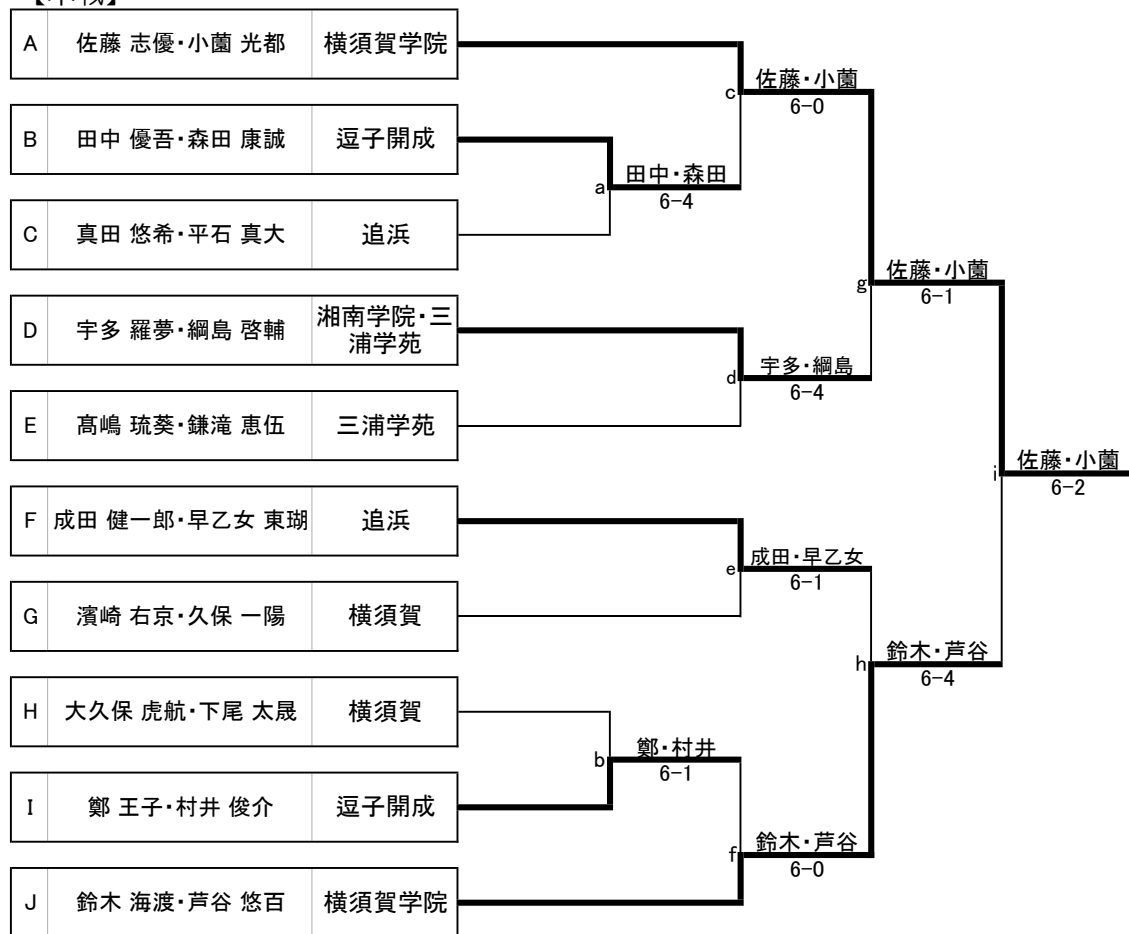 A 佐藤 志優・小薗 光都 横須賀学院
B 田中 優吾・森田 康誠 逗子開成
C 真田 悠希・平石 真大 追浜
D 宇多 羅夢・綱島 啓輔 湘南学院・三
浦学苑
E 髙嶋 琉葵・鎌滝 恵伍 三浦学苑
F 成田 健一郎・早乙女 東瑚 追浜
G 濱崎 右京・久保 一陽 横須賀
H 大久保 虎航・下尾 太晟 横須賀
I 鄭 王子・村井 俊介 逗子開成
J 鈴木 海渡・芦谷 悠百 横須賀学院
a 田中・森田
6-4
b 鄭・村井
6-1
c 佐藤・小薗
6-0
d 宇多・綱島
6-4
e 成田・早乙女
6-1
f 鈴木・芦谷
6-0
g 佐藤・小薗
6-1
h 鈴木・芦谷
6-4
i 佐藤・小薗
6-2